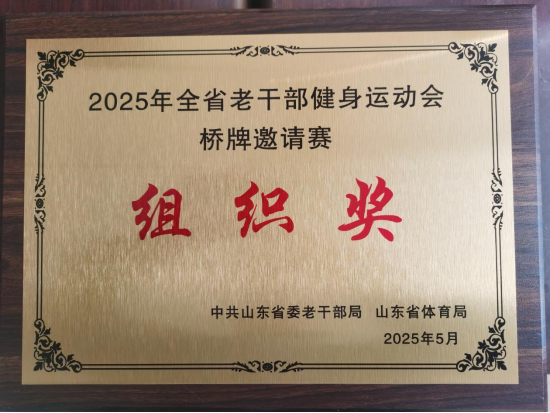 2025年全省老干部健身运动会
桥牌邀请赛
组织奖
中共山东省委老干部局 山东省体育局
2025年5月